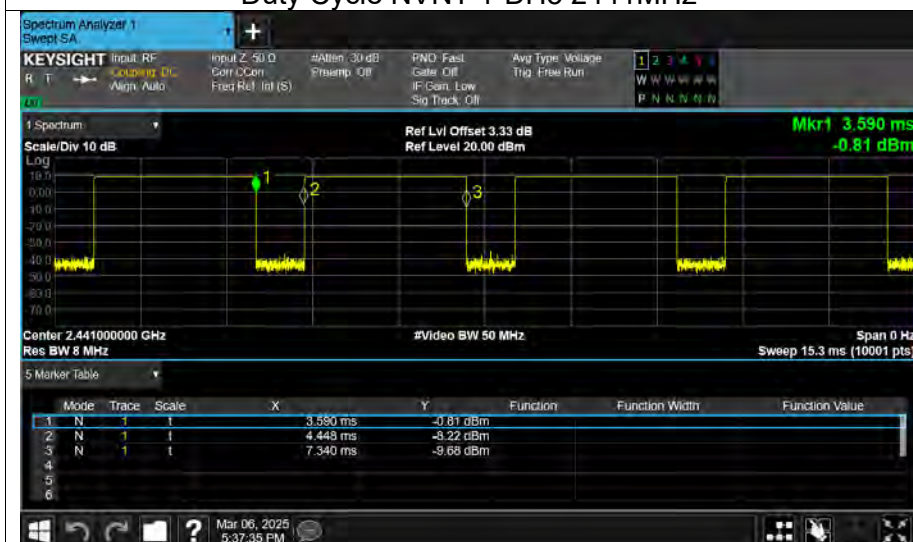 Duty Cycle NVNT 1-DH5 2441MHz
Spectrum Analyzer 1
Swept SA
KEYSIGHT Input: RF Input Z: 50 Ω #Atten: 30 dB PNO: Fast Avg Type: Voltage 1 2 3 4 5 6
R T Coupling: DC Corr CCorr Preamp: Off Gate: Off Trig: Free Run W W W W W W
Align: Auto Freq Ref: Int (S) IF Gain: Low
Sig Track: Off P N N N N N
1 Spectrum Ref Lvl Offset 3.33 dB Mkr1 3.590 ms
Scale/Div 10 dB Ref Level 20.00 dBm -0.81 dBm
Log
10.0
0.00
-10.0
-20.0
-30.0
-40.0
-50.0
-60.0
-70.0
1
2
3
Center 2.441000000 GHz #Video BW 50 MHz Span 0 Hz
Res BW 8 MHz Sweep 15.3 ms (10001 pts)
5 Marker Table
Mode Trace Scale X Y Function Function Width Function Value
1 N 1 t 3.590 ms -0.81 dBm
2 N 1 t 4.448 ms -8.22 dBm
3 N 1 t 7.340 ms -9.68 dBm
4
5
6
? Mar 06, 2025
5:37:35 PM